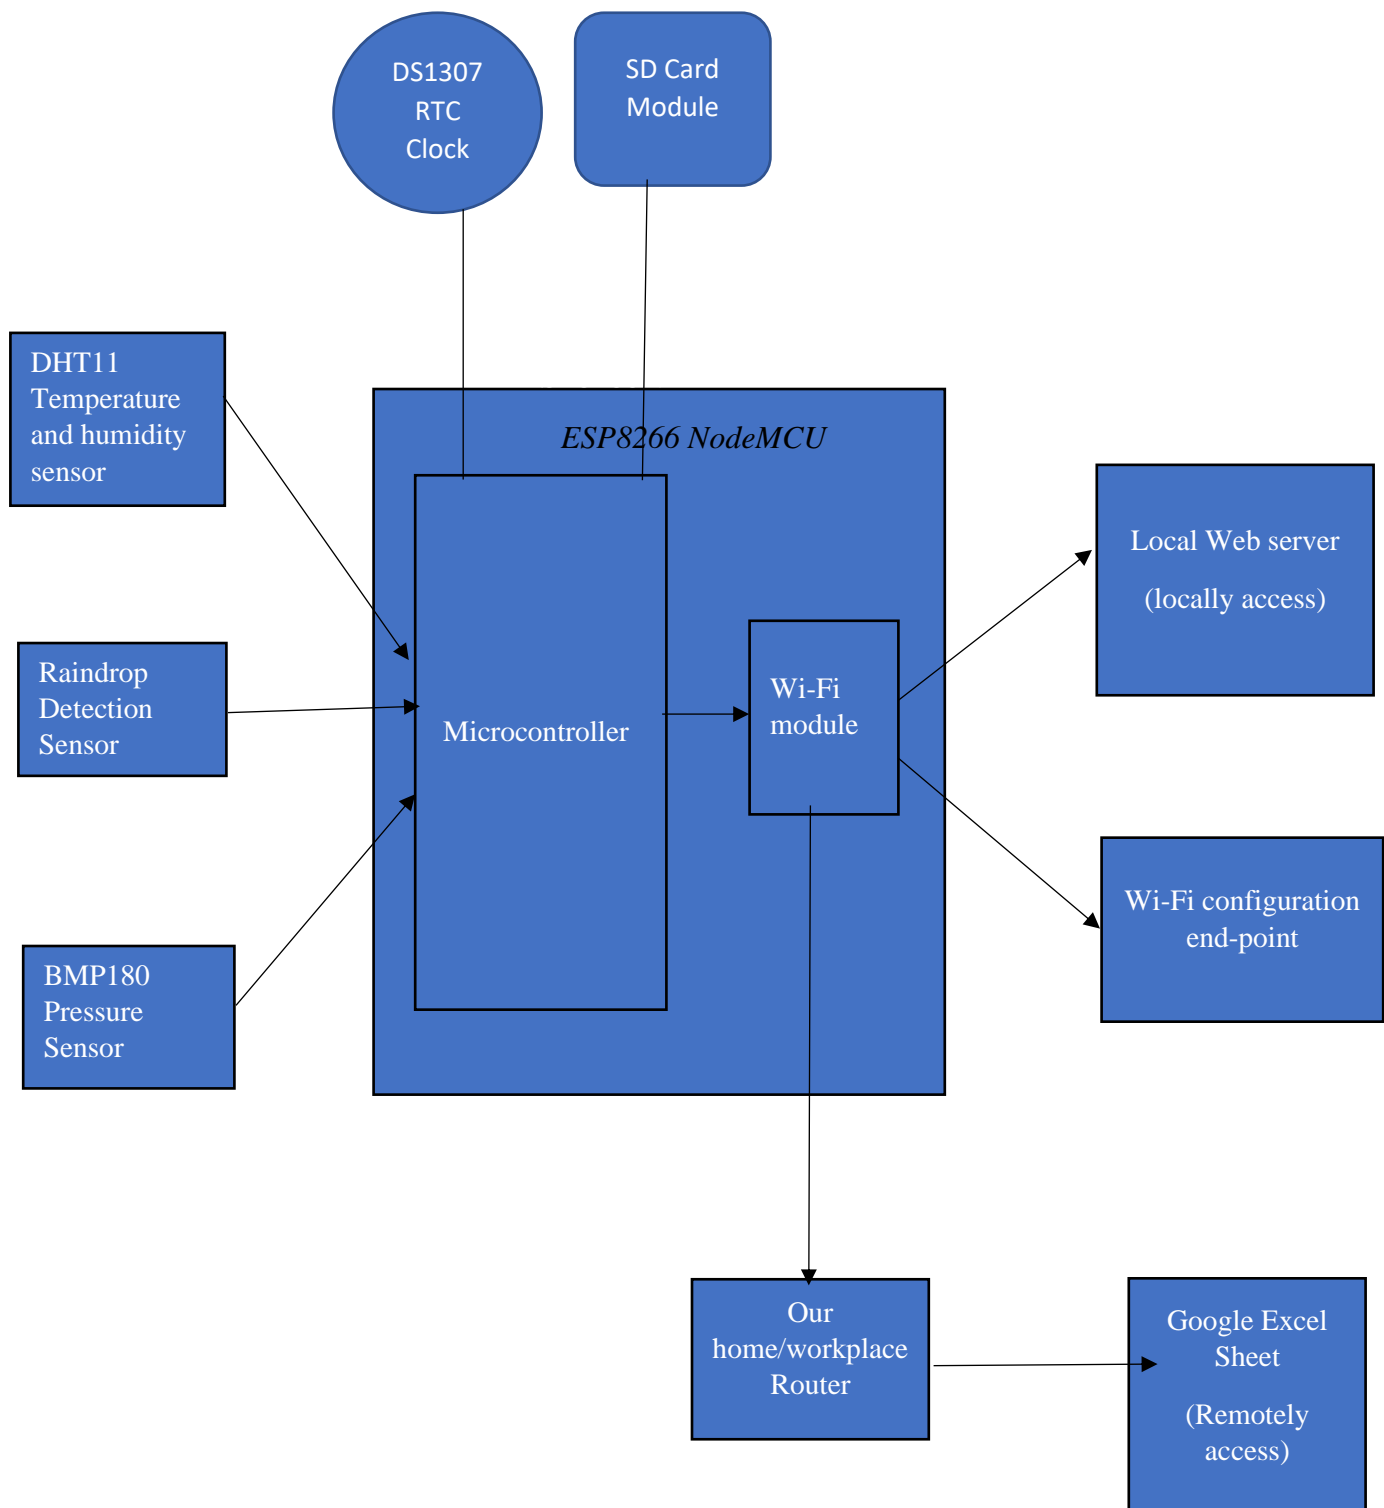 DS1307
RTC
Clock
SD Card
Module
DHT11
Temperature
and humidity
sensor
ESP8266 NodeMCU
Local Web server
(locally access)
Raindrop
Detection
Sensor
Microcontroller
Wi-Fi
module
Wi-Fi configuration
end-point
BMP180
Pressure
Sensor
Our
home/workplace
Router
Google Excel
Sheet
(Remotely
access)